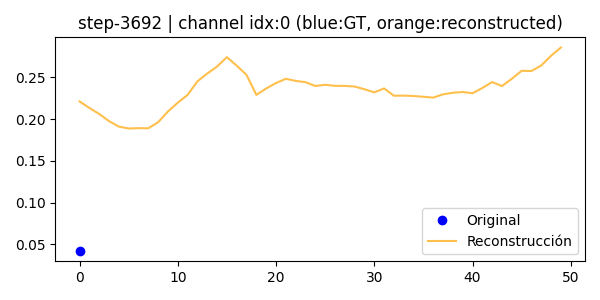 step-3692 | channel idx:0 (blue:GT, orange:reconstructed)
0.25
0.20
0.15
0.10
0.05
Original
Reconstrucción
0 10 20 30 40 50